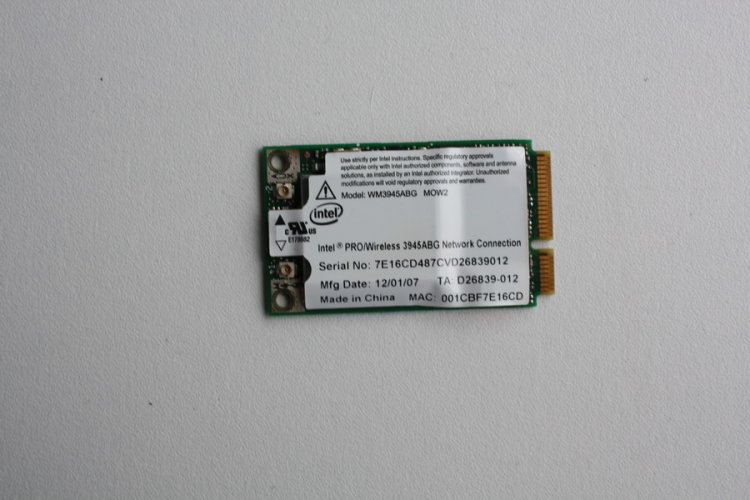 Use strictly per Intel instructions. Specific regulatory approvals
applicable only with Intel authorized components, software and antenna
solutions, as installed by an Intel authorized integrator. Unauthorized
modifications will void regulatory approvals and warranty.
Model: WM3945ABG MOW2
intel
c US
E179882
Intel® PRO/Wireless 3945ABG Network Connection
Serial No: 7E16CD487CVD26839012
Mfg Date: 12/01/07 TA: D26839-012
Made in China MAC: 001CBF7E16CD